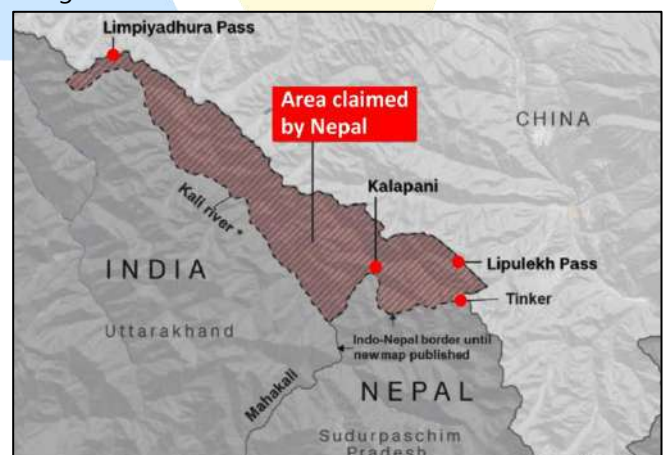 Limpiyadhura Pass
Area claimed
by Nepal
CHINA
Kalapani
Kali river *
INDIA
Lipulekh Pass
Tinker
Uttarakhand
Indo-Nepal border until
new map published
Mahakali
NEPAL
Sudurpaschim
Pradesh